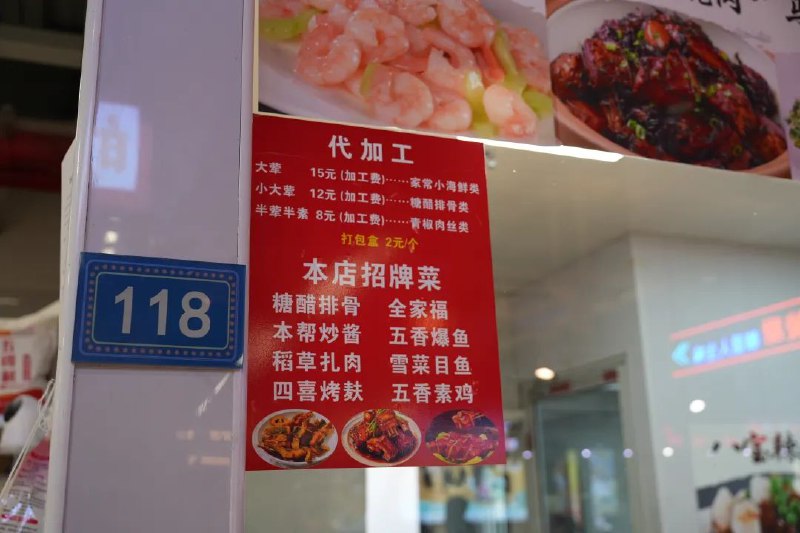 118
代加工
大荤 15元(加工费)……家常小海鲜类
小大荤 12元(加工费)……糖醋排骨类
半荤半素 8元(加工费)……青椒肉丝类
打包盒 2元/个
本店招牌菜
糖醋排骨 全家福
本帮炒酱 五香爆鱼
稻草扎肉 雪菜目鱼
四喜烤麸 五香素鸡
八宝辣